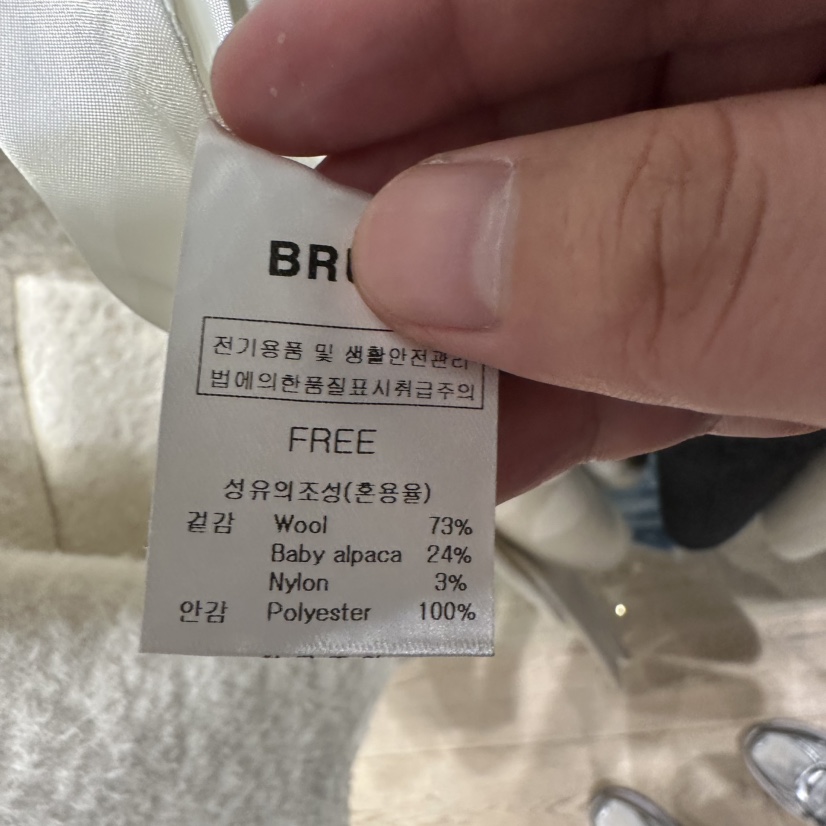 전기용품 및 생활안전관리
법에의한품질표시취급주의
FREE
성유의조성(혼용율)
겉감 Wool 73%
Baby alpaca 24%
Nylon 3%
안감 Polyester 100%